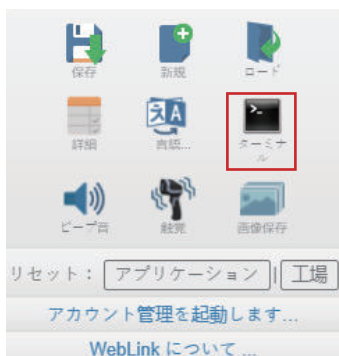 保存 新規 ロード
詳細 言語... ターミナ
ル
ビープ音 触覚 画像保存
リセット： アプリケーション | 工場
アカウント管理を起動します...
WebLink について ...